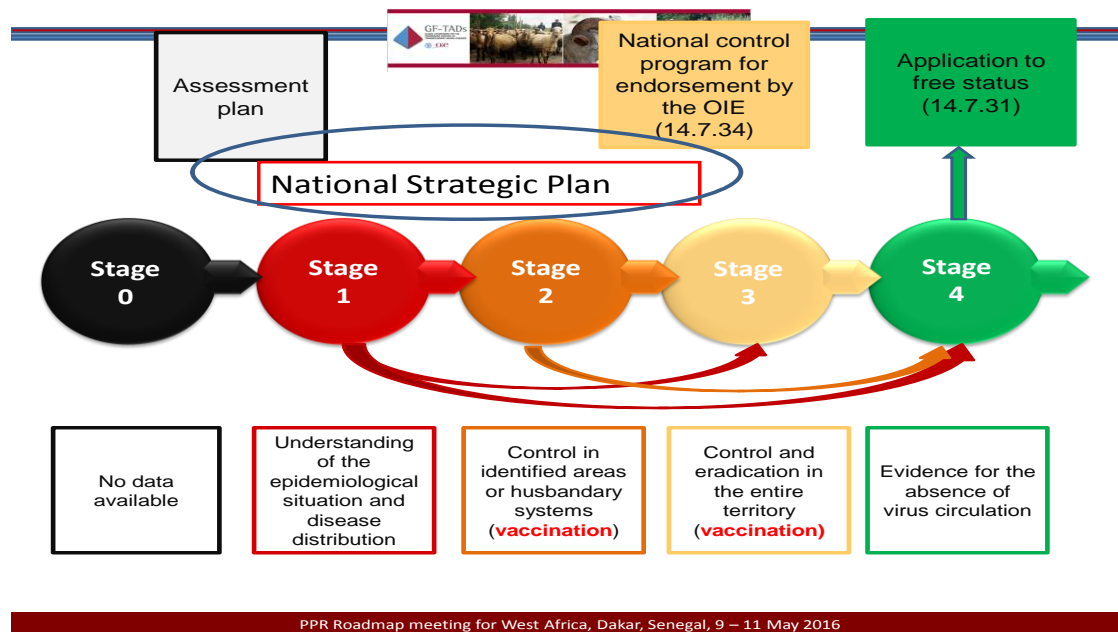 GF-TADs
Assessment
plan
National control
program for
endorsement by
the OIE
(14.7.34)
Application to
free status
(14.7.31)
National Strategic Plan
Stage
0
Stage
1
Stage
2
Stage
3
Stage
4
No data
available
Understanding
of the
epidemiological
situation and
disease
distribution
Control in
identified areas
or husbandary
systems
(vaccination)
Control and
eradication in
the entire
territory
(vaccination)
Evidence for the
absence of
virus circulation
PPR Roadmap meeting for West Africa, Dakar, Senegal, 9 – 11 May 2016